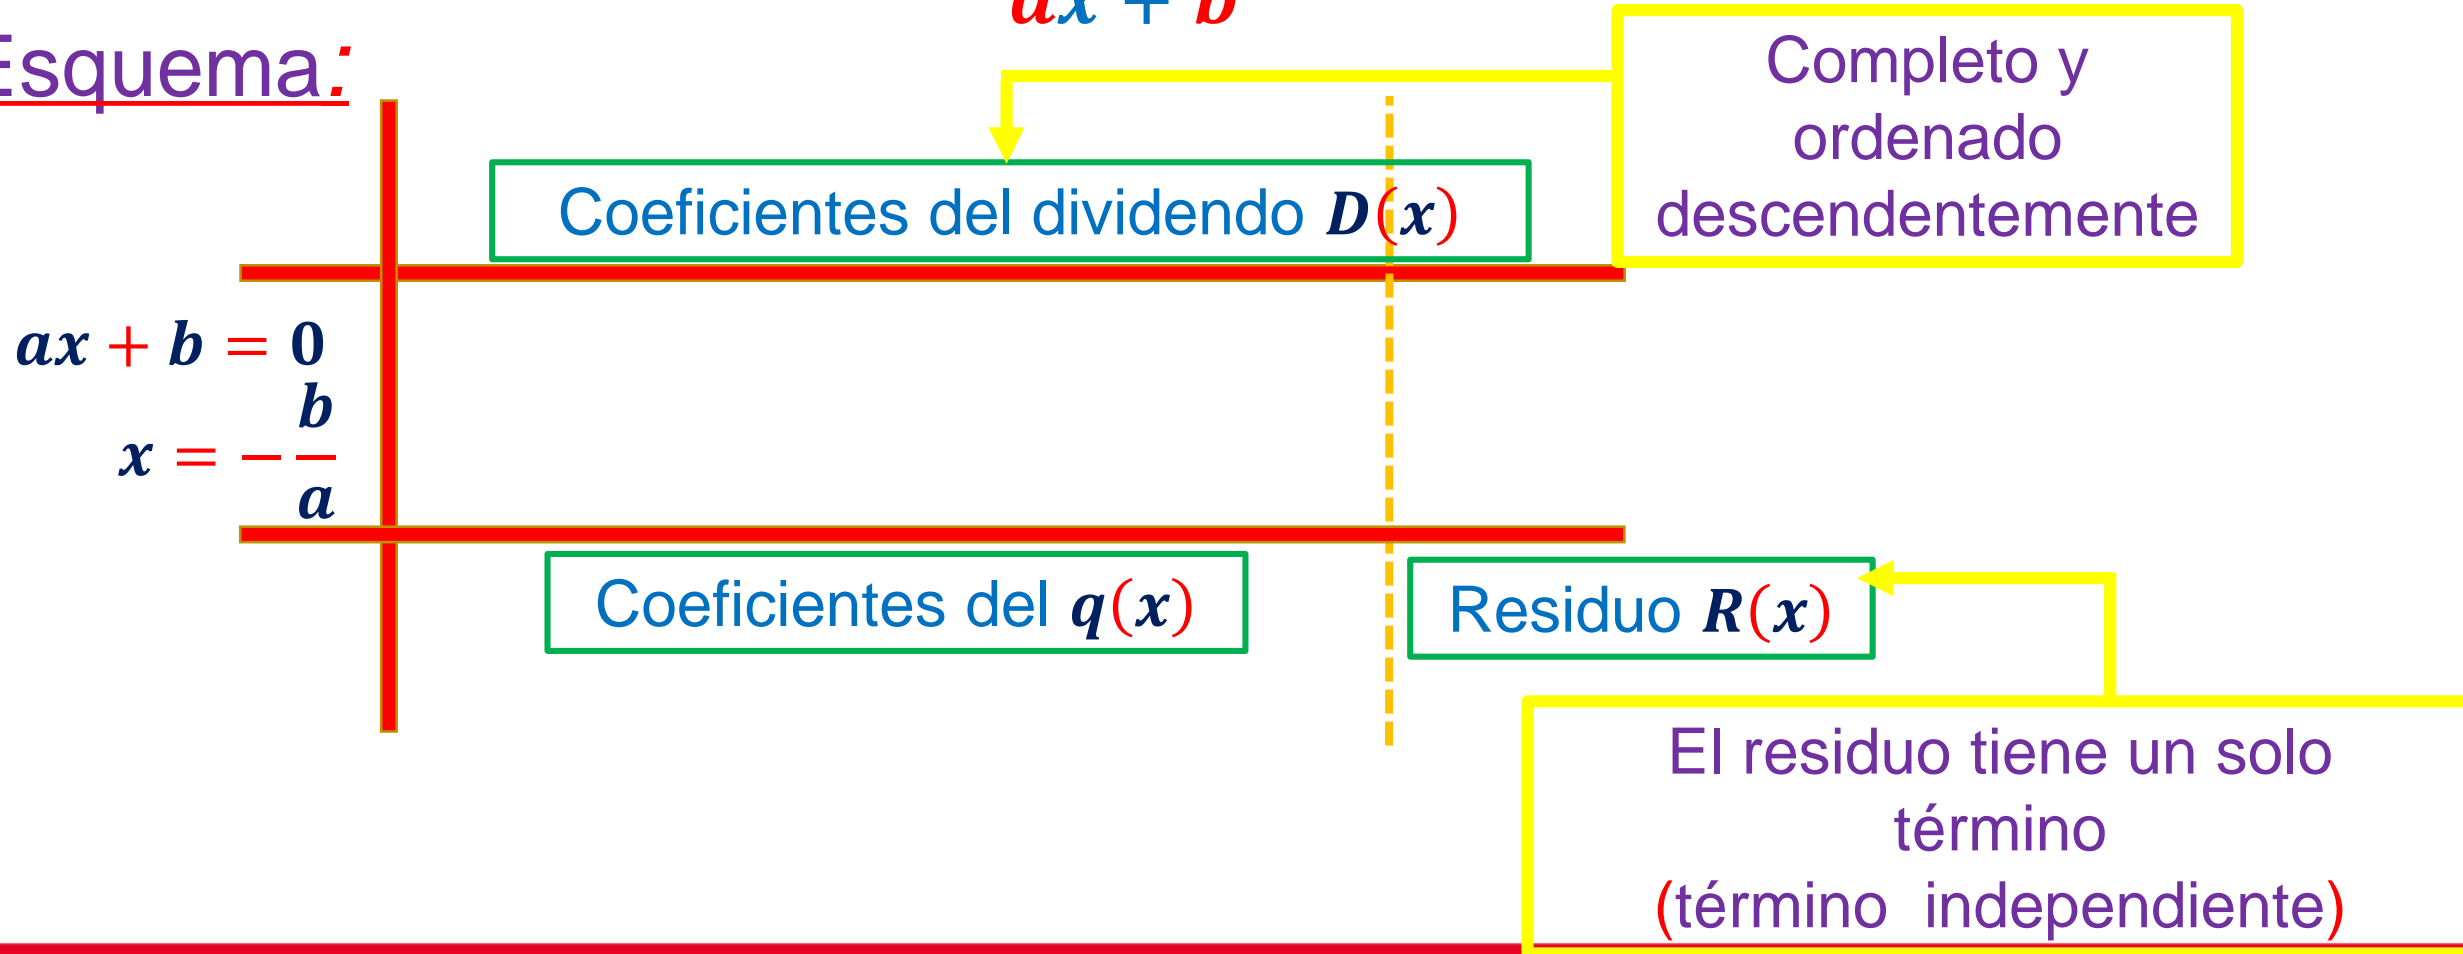 ax + b
Esquema:
Completo y
ordenado
descendentemente
Coeficientes del dividendo D(x)
ax + b = 0
x = − b/a
Coeficientes del q(x)
Residuo R(x)
El residuo tiene un solo
término
(término independiente)